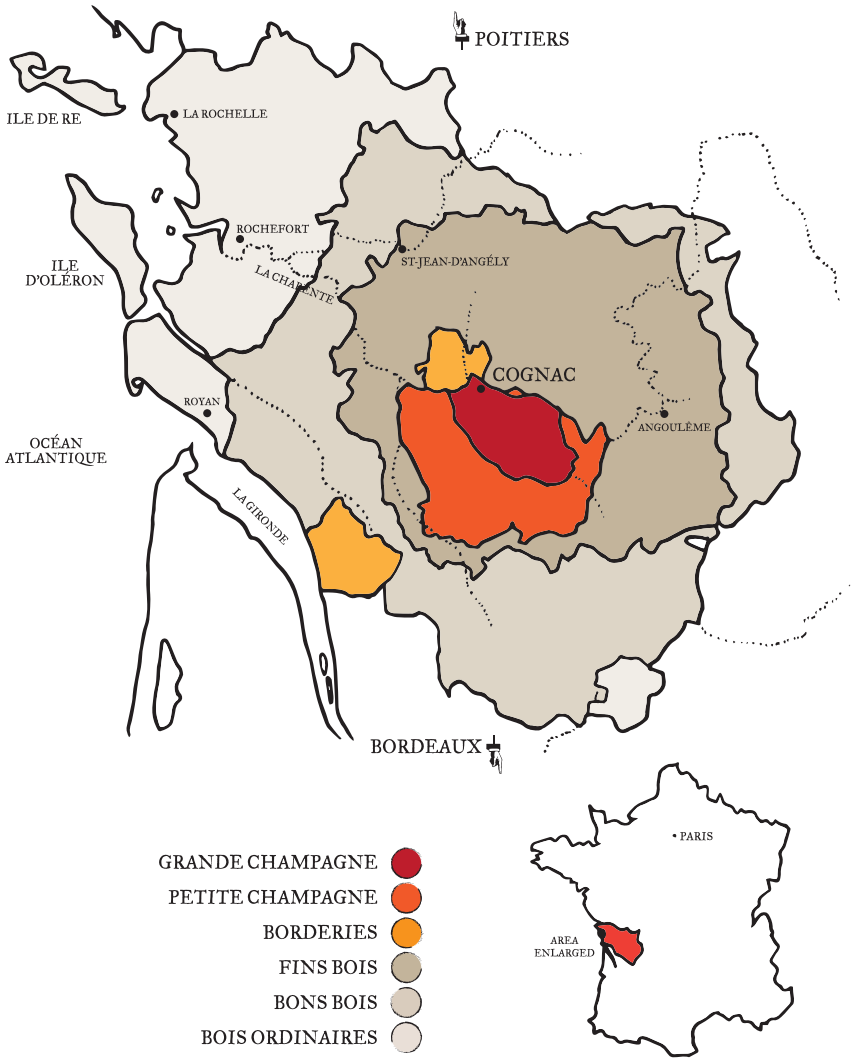 POITIERS
LA ROCHELLE
ILE DE RE
ROCHEFORT
ST-JEAN-D'ANGÉLY
ILE
D'OLÉRON
LA CHARENTE
COGNAC
ROYAN
ANGOULÊME
OCÉAN
ATLANTIQUE
LA GIRONDE
BORDEAUX
PARIS
GRANDE CHAMPAGNE
PETITE CHAMPAGNE
BORDERIES
FINS BOIS
BONS BOIS
BOIS ORDINAIRES
AREA
ENLARGED